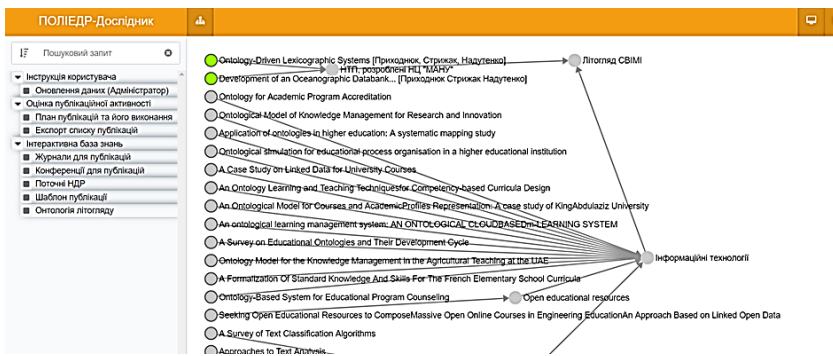 ПОЛІЕДР-Дослідник
Пошуковий запит
Інструкція користувача
Оновлення даних (Адміністратор)
Оцінка публікаційної активності
План публікацій та його виконання
Експорт списку публікацій
Інтерактивна база знань
Журнали для публікацій
Конференції для публікацій
Поточні НДР
Шаблон публікації
Онтологія літогляду
Ontology-Driven Lexicographic Systems [Приходнюк, Стрижак, Надутенко]
Літогляд СВІМІ
НТП, розроблені НЦ "МАНУ"
Development of an Oceanographic Databank... [Приходнюк Стрижак Надутенко]
Ontology for Academic Program Accreditation
Ontological Model of Knowledge Management for Research and Innovation
Application of ontologies in higher education: A systematic mapping study
Ontological simulation for educational process organisation in a higher educational institution
A Case Study on Linked Data for University Courses
An Ontology Learning and Teaching Techniquesfor Competency-based Curricula Design
An Ontological Model for Courses and AcademicProfiles Representation: A case study of KingAbdulaziz University
An ontological learning management system: AN ONTOLOGICAL CLOUDBASEDm-LEARNING SYSTEM
A Survey on Educational Ontologies and Their Development Cycle
Ontology Model for the Knowledge Management in the Agricultural Teaching at the UAE
Інформаційні технології
A Formalization Of Standard Knowledge And Skills For The French Elementary School Curricula
Ontology-Based System for Educational Program Counseling
Open educational resources
Seeking Open Educational Resources to ComposeMassive Open Online Courses in Engineering EducationAn Approach Based on Linked Open Data
A Survey of Text Classification Algorithms
Approaches to Text Analysis